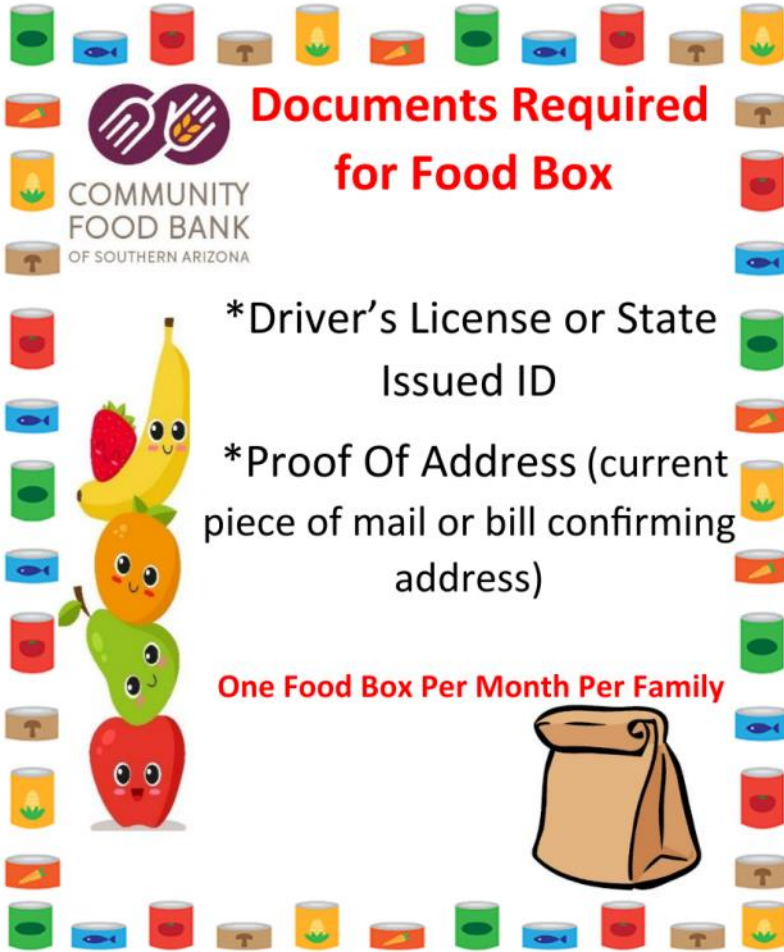 Documents Required
for Food Box
COMMUNITY
FOOD BANK
OF SOUTHERN ARIZONA
*Driver’s License or State
Issued ID
*Proof Of Address (current
piece of mail or bill confirming
address)
One Food Box Per Month Per Family